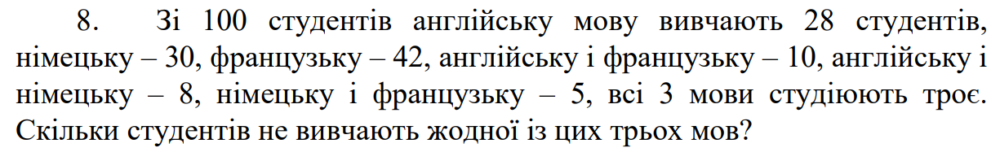 8. Зі 100 студентів англійську мову вивчають 28 студентів,
німецьку – 30, французьку – 42, англійську і французьку – 10, англійську і
німецьку – 8, німецьку і французьку – 5, всі 3 мови студіюють троє.
Скільки студентів не вивчають жодної із цих трьох мов?